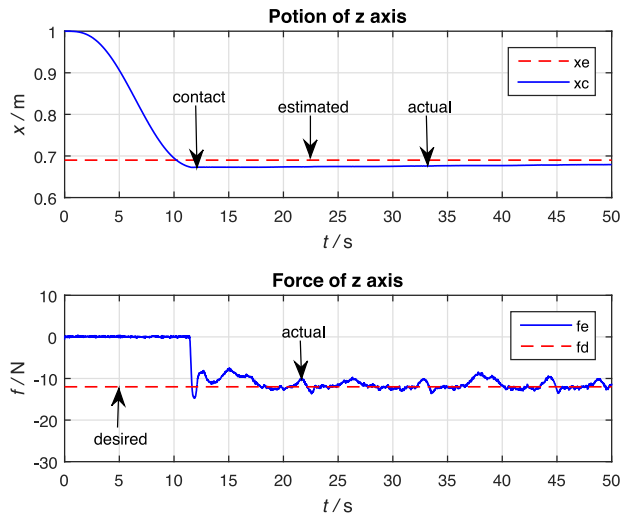 Potion of z axis
1
0.9
0.8
0.7
0.6
x / m
xe
xc
contact
estimated
actual
0 5 10 15 20 25 30 35 40 45 50
t / s
Force of z axis
10
0
-10
-20
-30
f / N
fe
fd
actual
desired
0 5 10 15 20 25 30 35 40 45 50
t / s